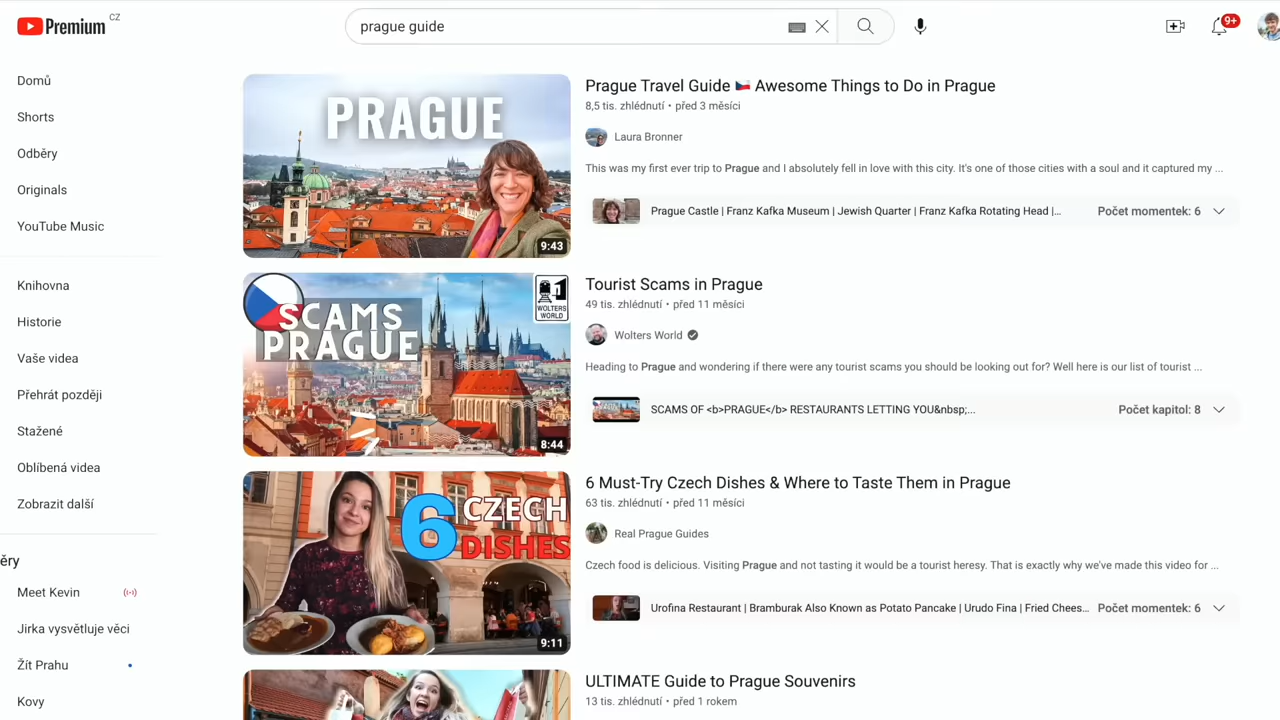 Premium CZ
prague guide
9+
Domů
Shorts
Odběry
Originals
YouTube Music
Knihovna
Historie
Vaše videa
Přehrát později
Stažené
Oblíbená videa
Zobrazit další
ěry
Meet Kevin
Jirka vysvětluje věci
Žít Prahu
Kovy
PRAGUE
9:43
Prague Travel Guide 🇨🇿 Awesome Things to Do in Prague
8,5 tis. zhlédnutí • před 3 měsíci
Laura Bronner
This was my first ever trip to Prague and I absolutely fell in love with this city. It's one of those cities with a soul and it captured my ...
Prague Castle | Franz Kafka Museum | Jewish Quarter | Franz Kafka Rotating Head |...
Počet momentek: 6
SCAMS
PRAGUE
WOLTERS
WORLD
8:44
Tourist Scams in Prague
49 tis. zhlédnutí • před 11 měsíci
Wolters World
Heading to Prague and wondering if there were any tourist scams you should be looking out for? Well here is our list of tourist ...
SCAMS OF <b>PRAGUE</b> RESTAURANTS LETTING YOU&nbsp;...
Počet kapitol: 8
6 CZECH
DISHES
9:11
6 Must-Try Czech Dishes & Where to Taste Them in Prague
63 tis. zhlédnutí • před 11 měsíci
Real Prague Guides
Czech food is delicious. Visiting Prague and not tasting it would be a tourist heresy. That is exactly why we've made this video for ...
Urofina Restaurant | Bramburak Also Known as Potato Pancake | Urudo Fina | Fried Chees...
Počet momentek: 6
ULTIMATE Guide to Prague Souvenirs
13 tis. zhlédnutí • před 1 rokem